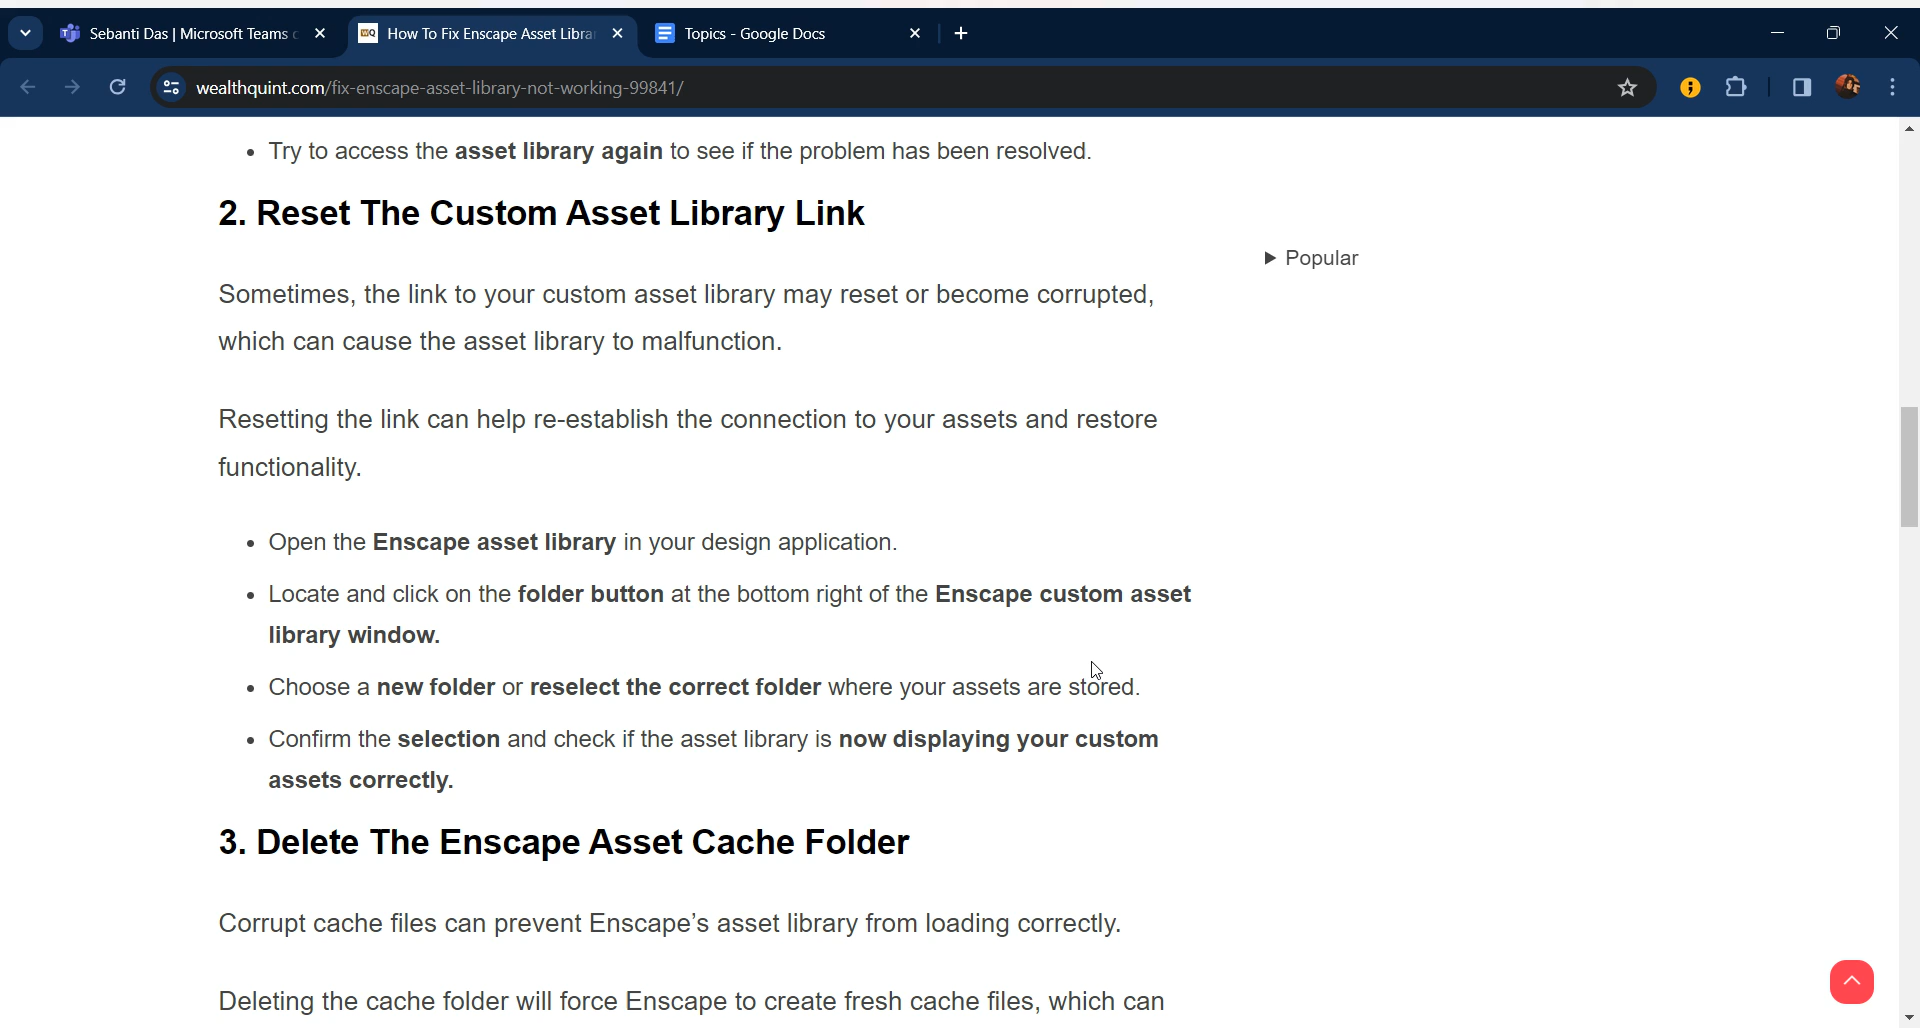 Sebanti Das | Microsoft Teams
How To Fix Enscape Asset Libra
Topics - Google Docs
wealthquint.com/fix-enscape-asset-library-not-working-99841/
• Try to access the asset library again to see if the problem has been resolved.
2. Reset The Custom Asset Library Link
Popular
Sometimes, the link to your custom asset library may reset or become corrupted,
which can cause the asset library to malfunction.
Resetting the link can help re-establish the connection to your assets and restore
functionality.
• Open the Enscape asset library in your design application.
• Locate and click on the folder button at the bottom right of the Enscape custom asset
library window.
• Choose a new folder or reselect the correct folder where your assets are stored.
• Confirm the selection and check if the asset library is now displaying your custom
assets correctly.
3. Delete The Enscape Asset Cache Folder
Corrupt cache files can prevent Enscape’s asset library from loading correctly.
Deleting the cache folder will force Enscape to create fresh cache files, which can